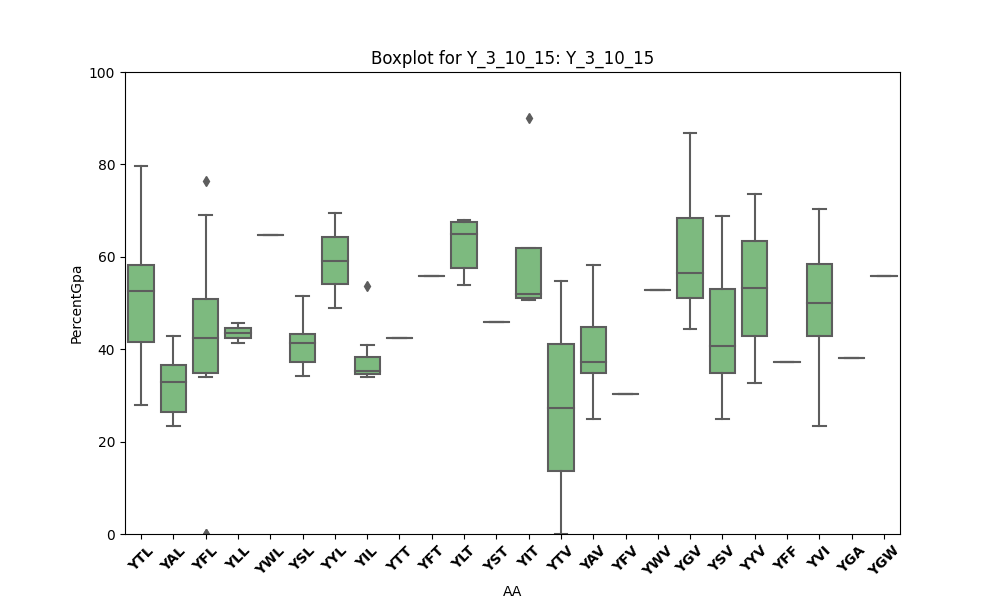 Boxplot for Y_3_10_15: Y_3_10_15
100
80
60
40
20
0
PercentGpa
YTL YAL YFL YLL YWL YSL YYL YIL YTT YFT YLT YST YIT YTV YAV YFV YWV YGV YSV YYV YFF YVI YGA YGW
AA